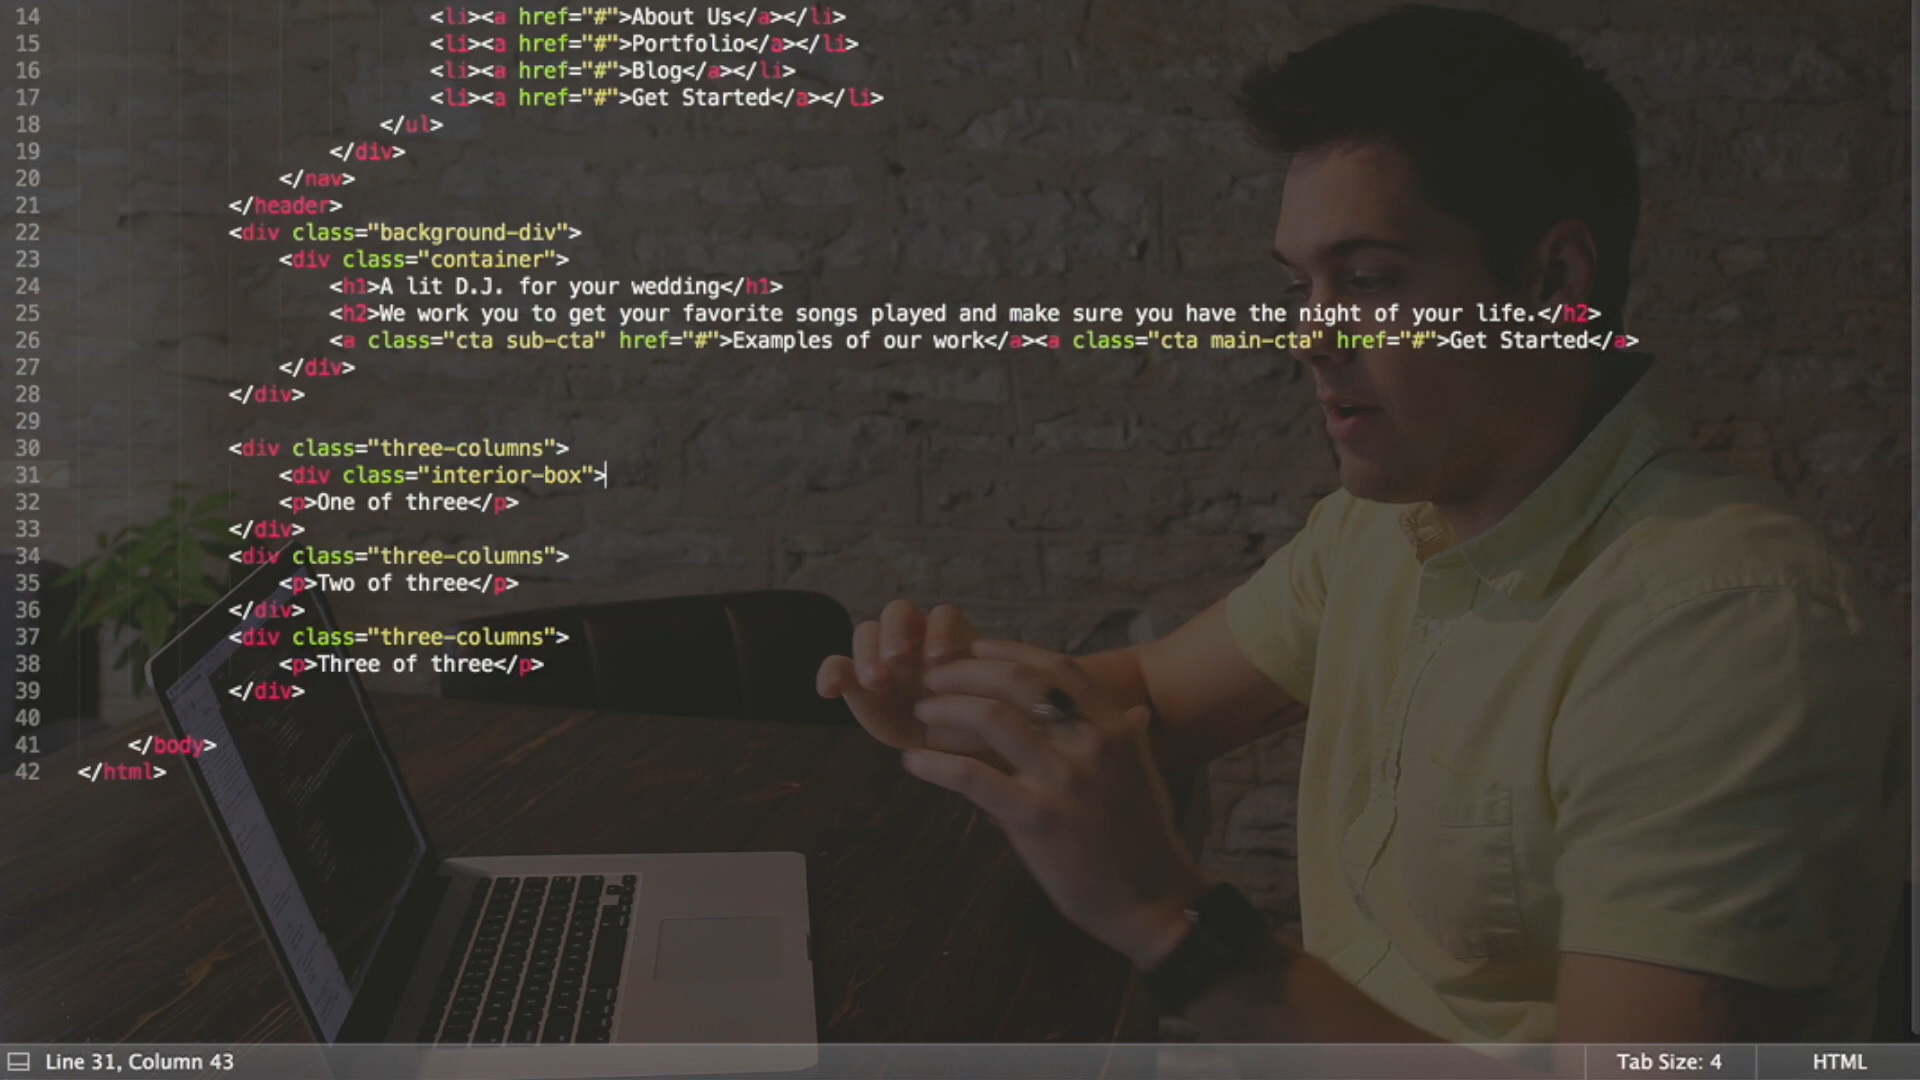 14 <li><a href="#">About Us</a></li>
15 <li><a href="#">Portfolio</a></li>
16 <li><a href="#">Blog</a></li>
17 <li><a href="#">Get Started</a></li>
18 </ul>
19 </div>
20 </nav>
21 </header>
22 <div class="background-div">
23 <div class="container">
24 <h1>A lit D.J. for your wedding</h1>
25 <h2>We work you to get your favorite songs played and make sure you have the night of your life.</h2>
26 <a class="cta sub-cta" href="#">Examples of our work</a><a class="cta main-cta" href="#">Get Started</a>
27 </div>
28 </div>
29
30 <div class="three-columns">
31 <div class="interior-box">
32 <p>One of three</p>
33 </div>
34 <div class="three-columns">
35 <p>Two of three</p>
36 </div>
37 <div class="three-columns">
38 <p>Three of three</p>
39 </div>
40
41 </body>
42 </html>
Line 31, Column 43 Tab Size: 4 HTML